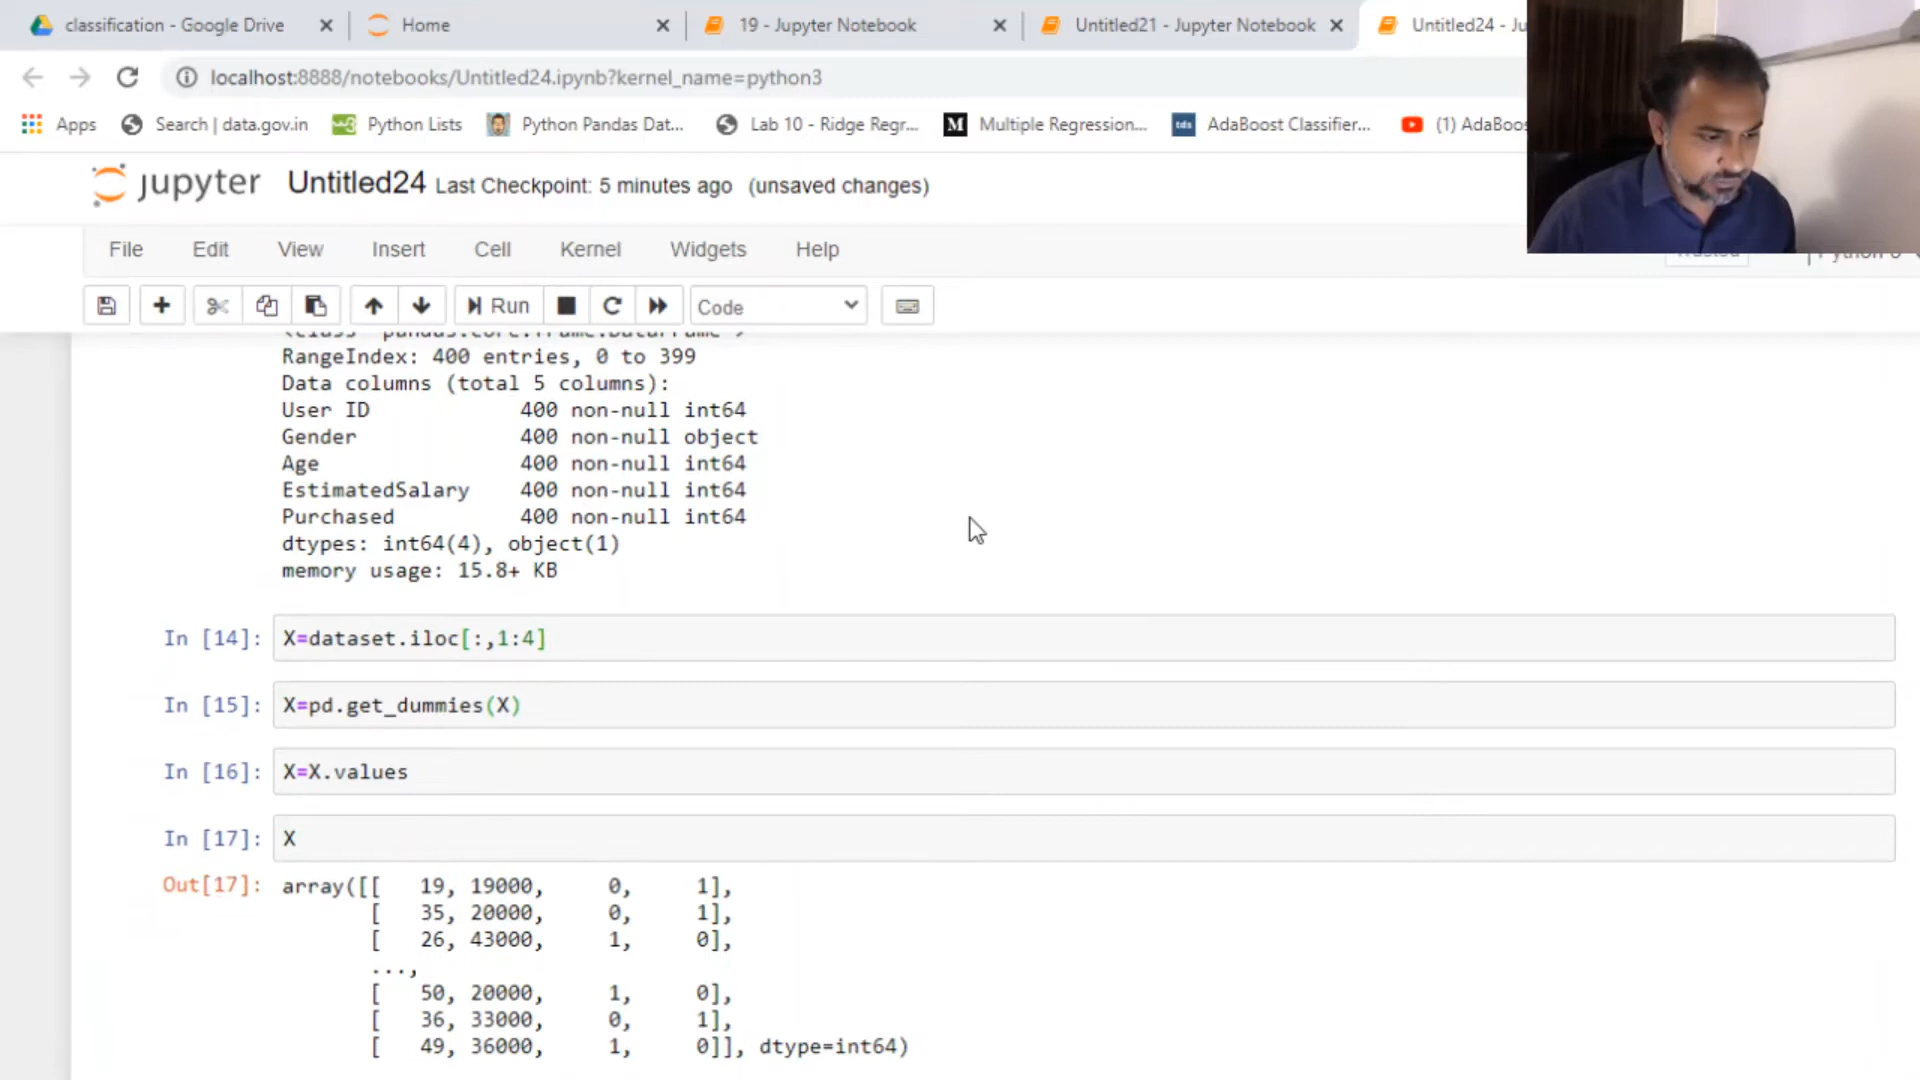 classification - Google Drive
Home
19 - Jupyter Notebook
Untitled21 - Jupyter Notebook
Untitled24 - Ju
localhost:8888/notebooks/Untitled24.ipynb?kernel_name=python3
Apps
Search | data.gov.in
Python Lists
Python Pandas Dat...
Lab 10 - Ridge Regr...
M
Multiple Regression...
tds
AdaBoost Classifier...
(1) AdaBoos
jupyter
Untitled24 Last Checkpoint: 5 minutes ago (unsaved changes)
File
Edit
View
Insert
Cell
Kernel
Widgets
Help
Run
Code
RangeIndex: 400 entries, 0 to 399
Data columns (total 5 columns):
User ID 400 non-null int64
Gender 400 non-null object
Age 400 non-null int64
EstimatedSalary 400 non-null int64
Purchased 400 non-null int64
dtypes: int64(4), object(1)
memory usage: 15.8+ KB
In [14]: X=dataset.iloc[:,1:4]
In [15]: X=pd.get_dummies(X)
In [16]: X=X.values
In [17]: X
Out[17]: array([[ 19, 19000, 0, 1],
[ 35, 20000, 0, 1],
[ 26, 43000, 1, 0],
...,
[ 50, 20000, 1, 0],
[ 36, 33000, 0, 1],
[ 49, 36000, 1, 0]], dtype=int64)